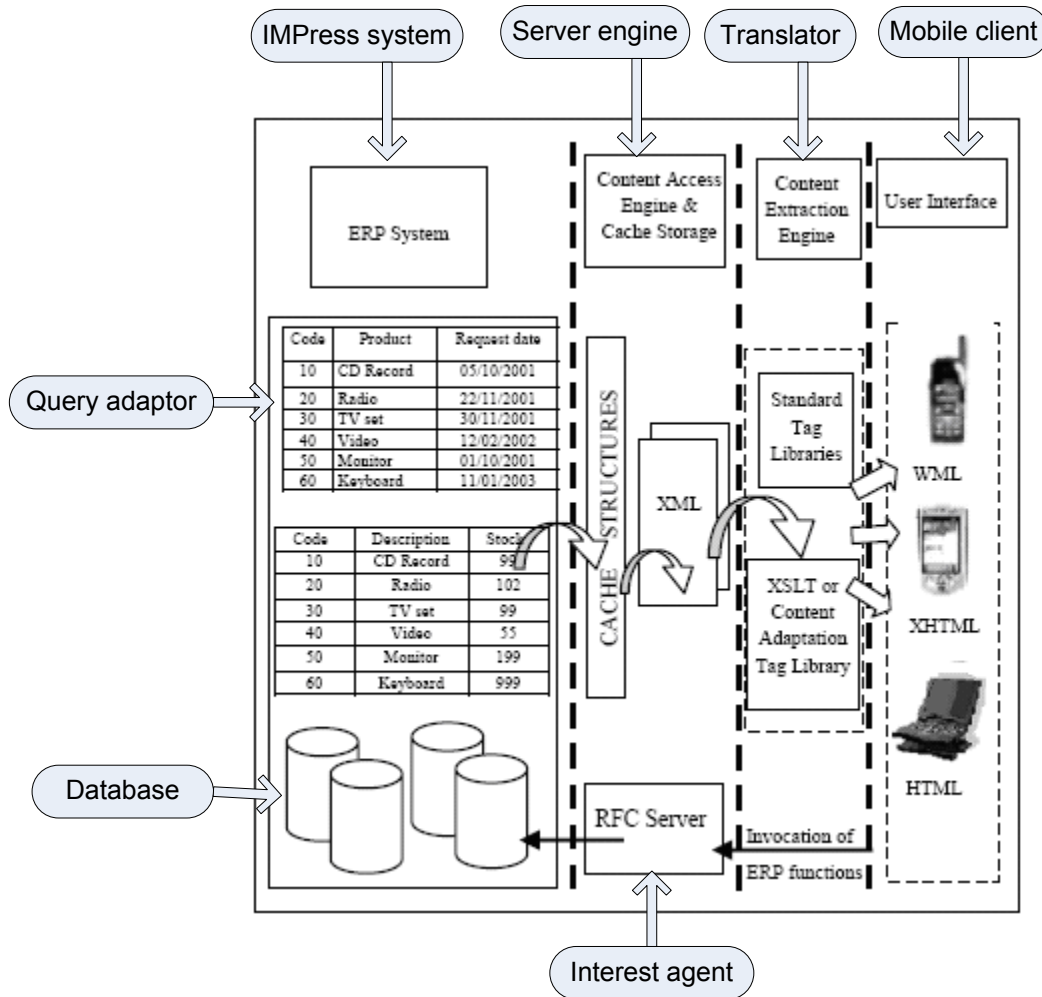 IMPress system
Server engine
Translator
Mobile client
ERP System
Content Access
Engine &
Cache Storage
Content
Extraction
Engine
User Interface
Query adaptor
Code Product Request date
10 CD Record 05/10/2001
20 Radio 22/11/2001
30 TV set 30/11/2001
40 Video 12/02/2002
50 Monitor 01/10/2001
60 Keyboard 11/01/2003
Code Description Stock
10 CD Record 99
20 Radio 102
30 TV set 99
40 Video 55
50 Monitor 199
60 Keyboard 999
CACHE STRUCTURES
XML
Standard
Tag
Libraries
XSLT or
Content
Adaptation
Tag Library
WML
XHTML
HTML
Database
RFC Server
Invocation of
ERP functions
Interest agent